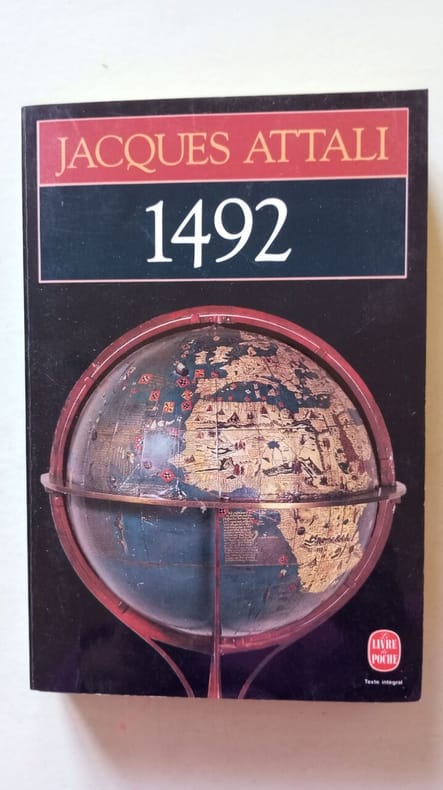 JACQUES ATTALI
1492
Le
LIVRE
de
POCHE
Texte intégral